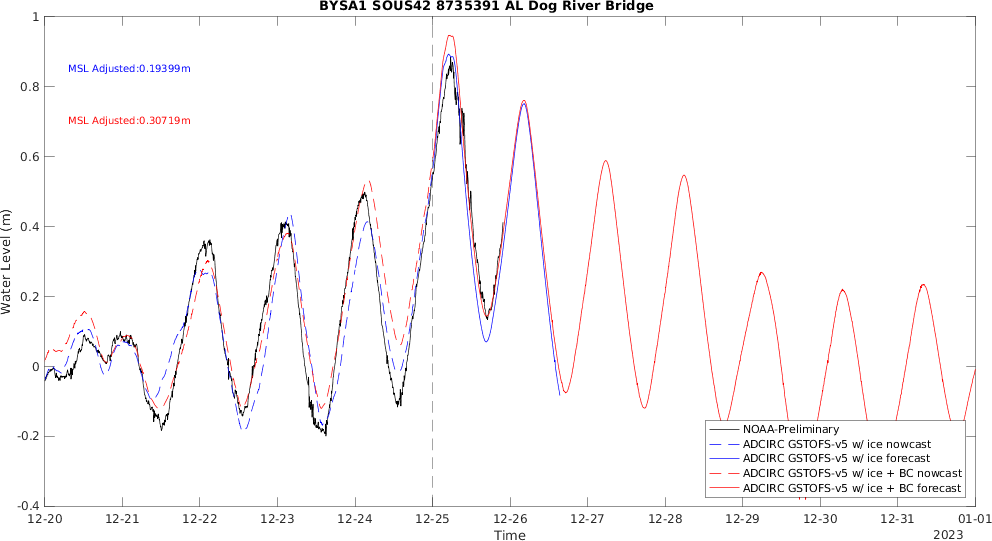 BYSA1 SOUS42 8735391 AL Dog River Bridge
1
MSL Adjusted:0.19399m
0.8
MSL Adjusted:0.30719m
0.6
0.4
0.2
0
-0.2
-0.4
Water Level (m)
NOAA-Preliminary
ADCIRC GSTOFS-v5 w/ ice nowcast
ADCIRC GSTOFS-v5 w/ ice forecast
ADCIRC GSTOFS-v5 w/ ice + BC nowcast
ADCIRC GSTOFS-v5 w/ ice + BC forecast
12-20 12-21 12-22 12-23 12-24 12-25 12-26 12-27 12-28 12-29 12-30 12-31 01-01
Time
2023